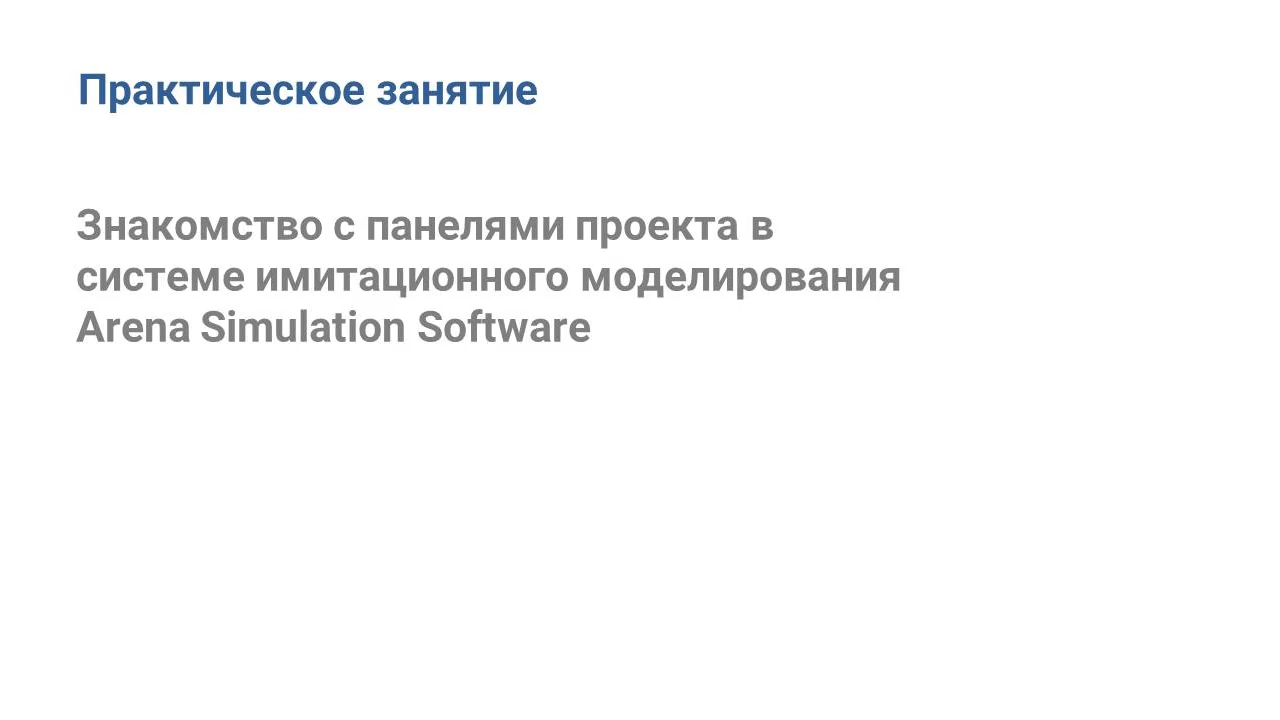 Практическое занятие
Знакомство с панелями проекта в
системе имитационного моделирования
Arena Simulation Software